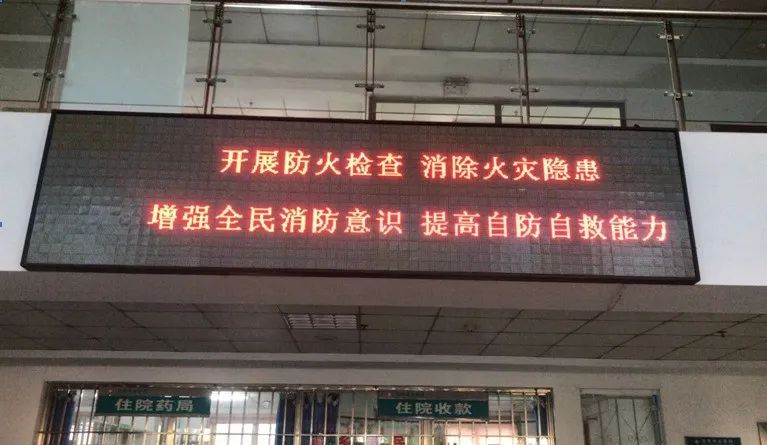 开展防火检查 消除火灾隐患
增强全民消防意识 提高自防自救能力
住院药局 住院收款